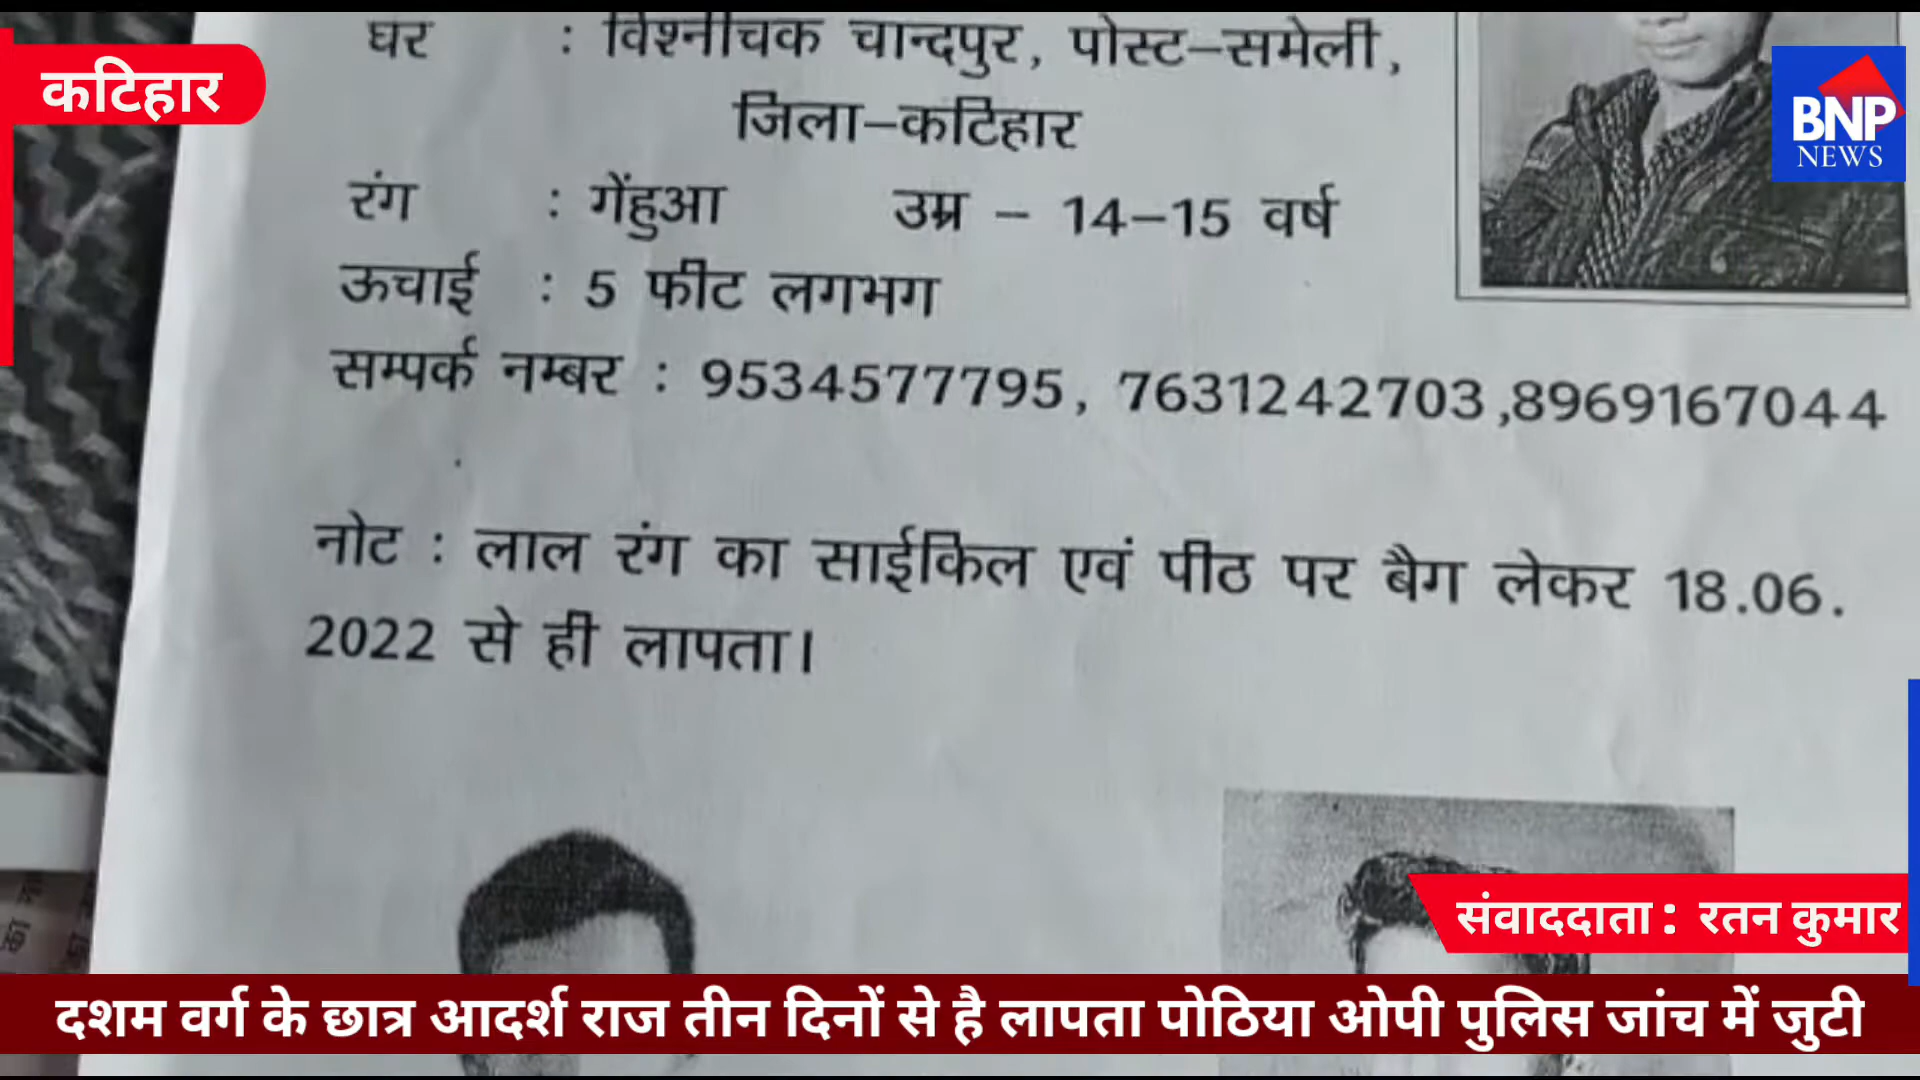 घर : विश्नीचक चान्दपुर, पोस्ट–समेली,
जिला–कटिहार
रंग : गेंहुआ उम्र – 14–15 वर्ष
ऊचाई : 5 फीट लगभग
सम्पर्क नम्बर : 9534577795, 7631242703,8969167044
नोट : लाल रंग का साईकिल एवं पीठ पर बैग लेकर 18.06.
2022 से ही लापता।
कटिहार
BNP
NEWS
संवाददाता : रतन कुमार
दशम वर्ग के छात्र आदर्श राज तीन दिनों से है लापता पोठिया ओपी पुलिस जांच में जुटी